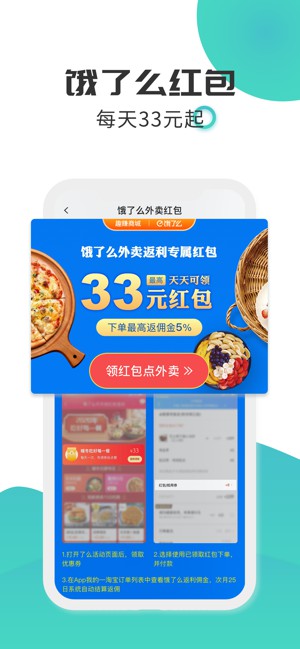 饿了么红包
每天33元起
饿了么外卖红包
饿了么
饿了么外卖返利专属红包
最高 天天可领
33元红包
下单最高返佣金5%
领红包点外卖
1.打开了么活动页面后，领取优惠券
2.选择使用已领取红包下单，并付款
3.在App我的—淘宝订单列表中查看饿了么返利佣金，次月25日系统自动结算返佣